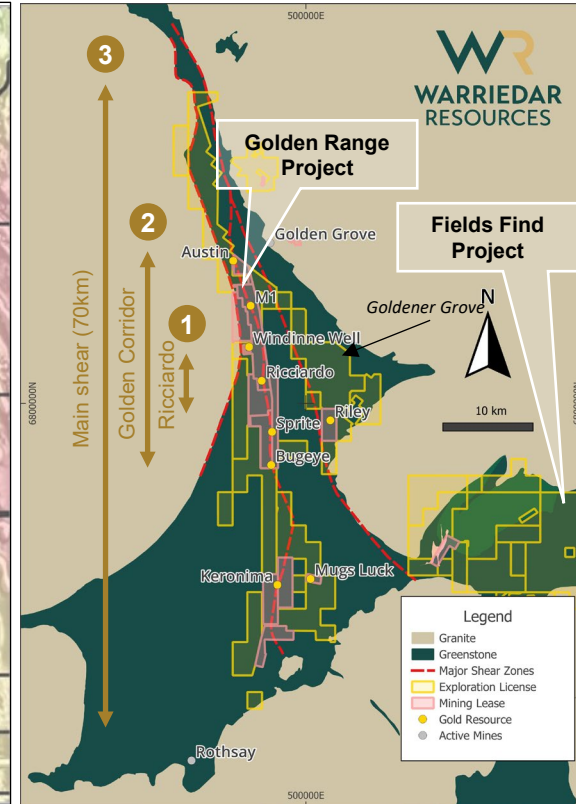 500000E
3
WR
WARRIEDAR
RESOURCES
Golden Range
Project
2
Fields Find
Project
Golden Grove
Austin
M1
Goldener Grove
N
1
Windinne Well
Ricciardo
Main shear (70km)
Golden Corridor
Ricciardo
6800000N
10 km
Sprite
Riley
Bugeye
Keronima
Mugs Luck
Legend
Granite
Greenstone
Major Shear Zones
Exploration License
Mining Lease
Gold Resource
Active Mines
Rothsay
500000E